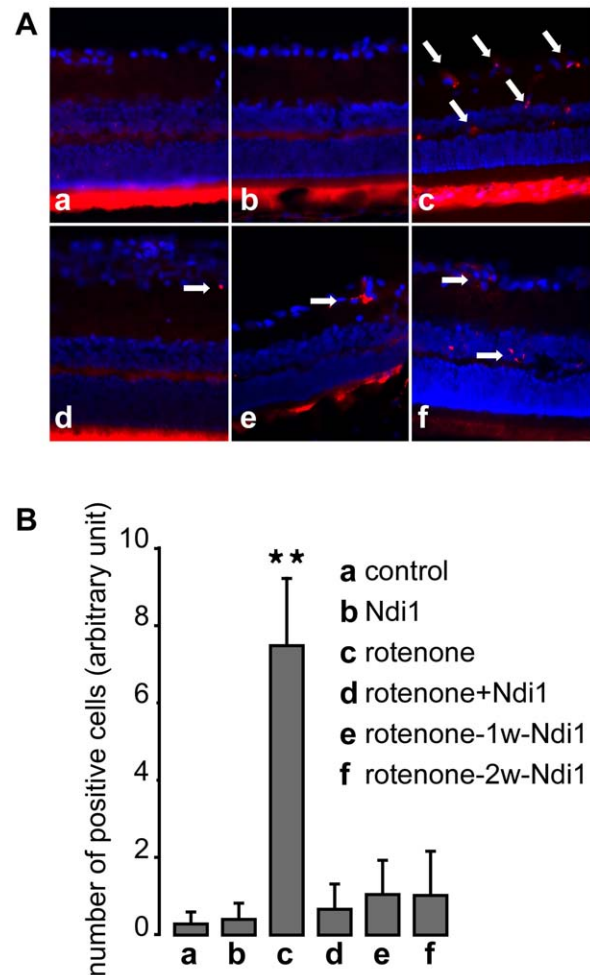 A
a
b
c
d
e
f
B
number of positive cells (arbitrary unit)
10
8
6
4
2
0
**
a control
b Ndi1
c rotenone
d rotenone+Ndi1
e rotenone-1w-Ndi1
f rotenone-2w-Ndi1
a b c d e f